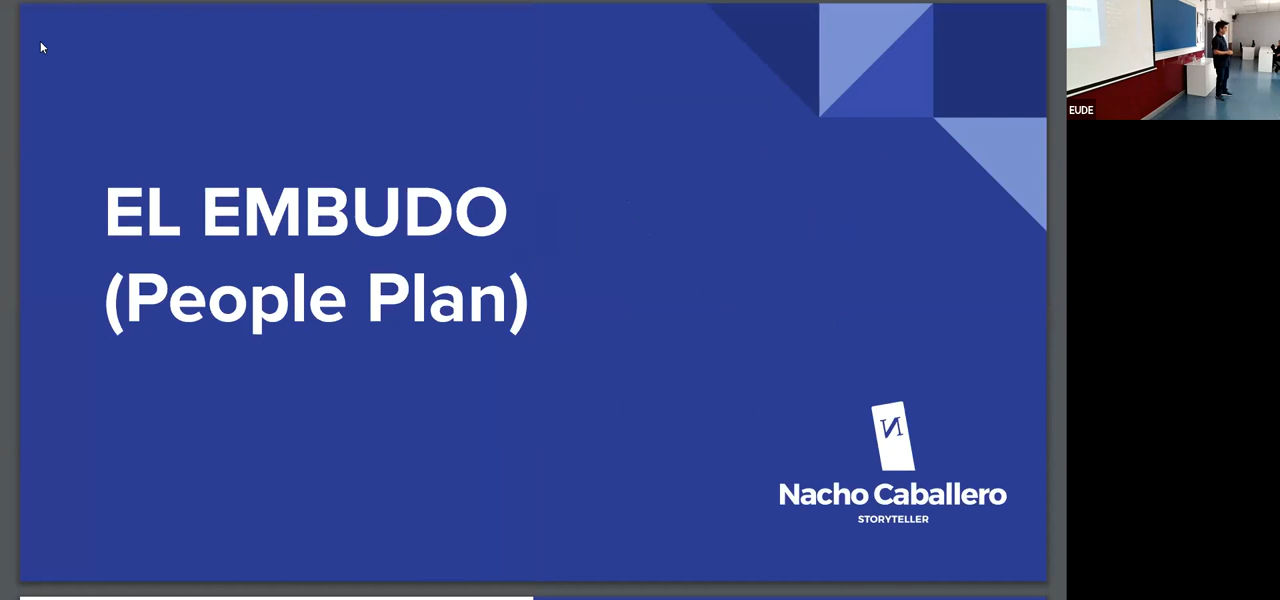 EL EMBUDO
(People Plan)
N
Nacho Caballero
STORYTELLER
EUDE